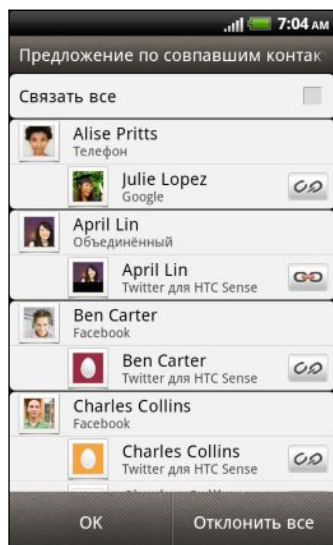 7:04 AM
Предложение по совпавшим контак
Связать все
Alise Pritts
Телефон
Julie Lopez
Google
April Lin
Объединённый
April Lin
Twitter для HTC Sense
Ben Carter
Facebook
Ben Carter
Twitter для HTC Sense
Charles Collins
Facebook
Charles Collins
Twitter для HTC Sense
OK
Отклонить все